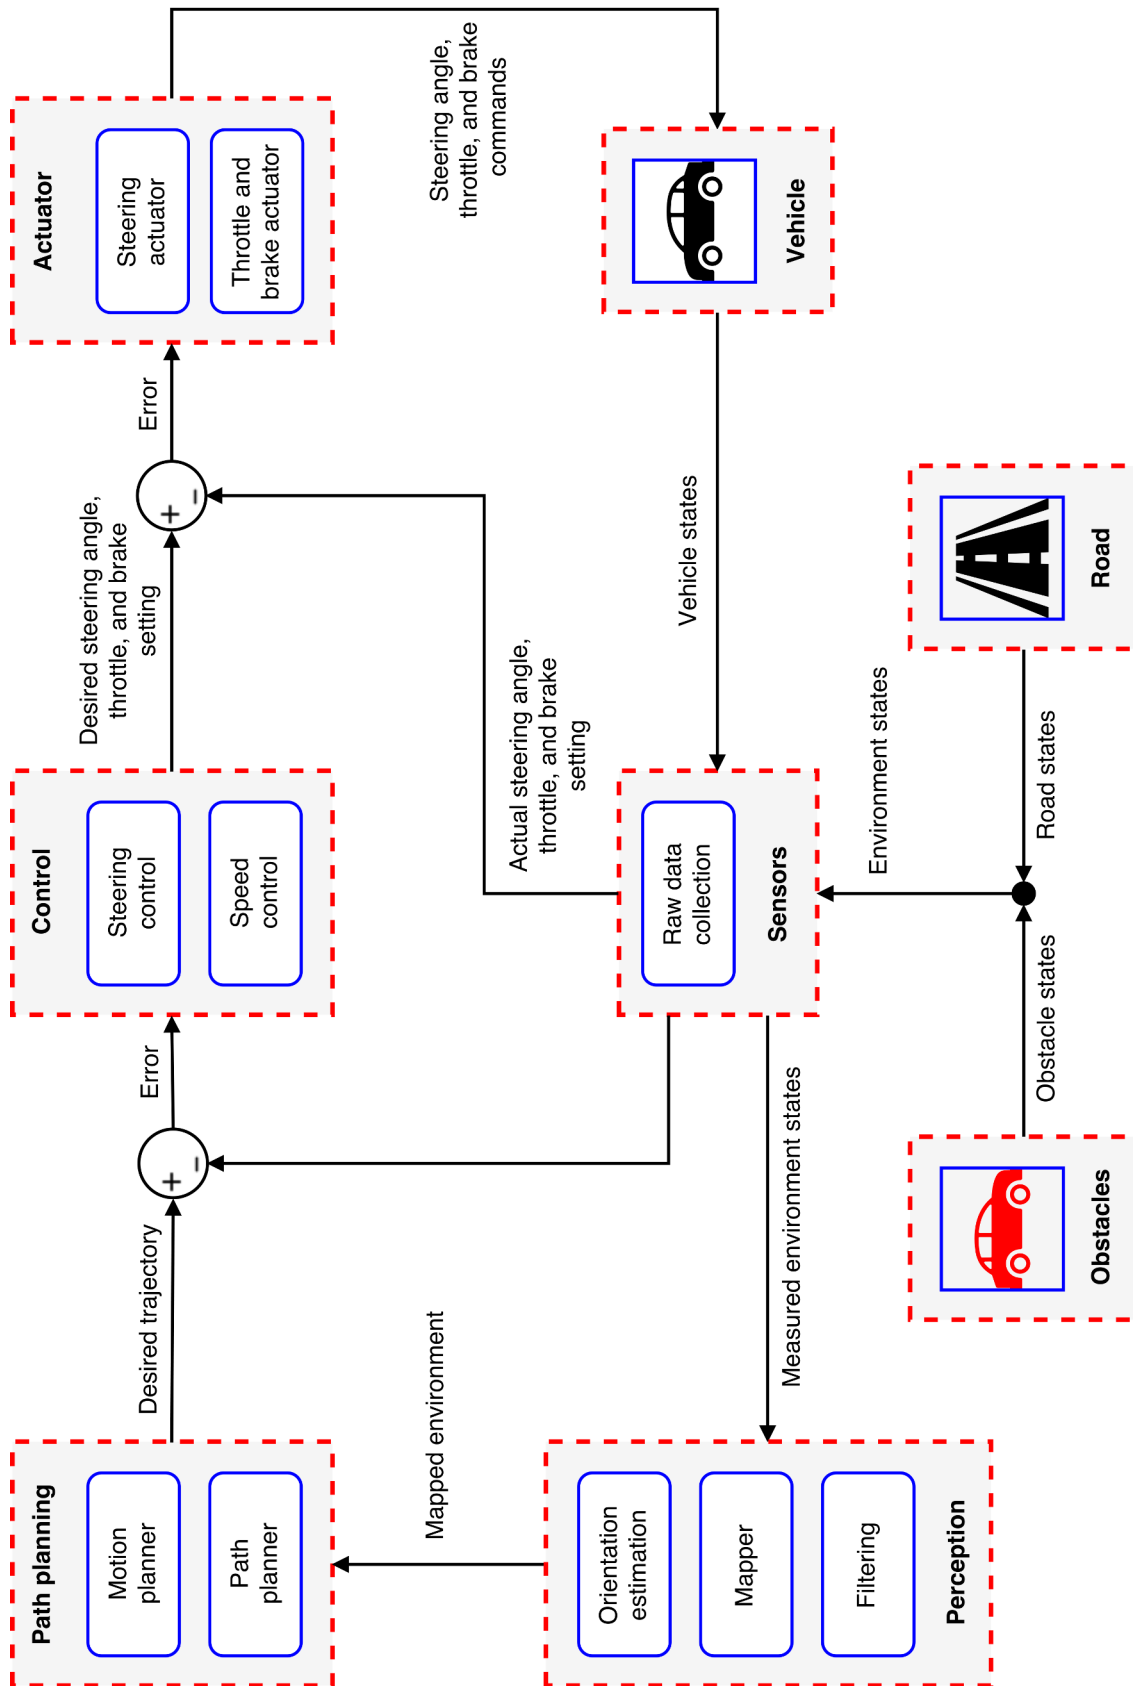 Path planning
Motion
planner
Path
planner
Desired trajectory
+
−
Error
Control
Steering
control
Speed
control
Desired steering angle,
throttle, and brake
setting
+
−
Error
Actuator
Steering
actuator
Throttle and
brake actuator
Mapped environment
Actual steering angle,
throttle, and brake
setting
Steering angle,
throttle, and brake
commands
Orientation
estimation
Mapper
Filtering
Perception
Measured environment states
Raw data
collection
Sensors
Vehicle states
Vehicle
Environment states
Obstacles
Obstacle states
Road states
Road